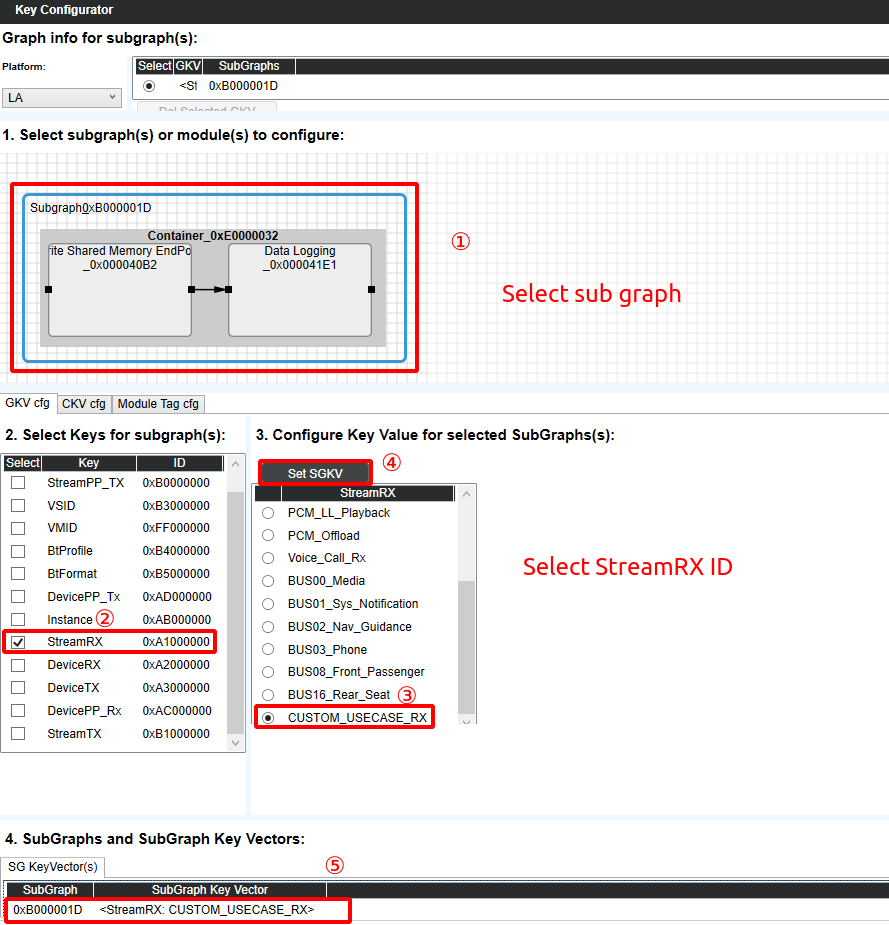 Key Configurator
Graph info for subgraph(s):
Platform:
LA
Select GKV SubGraphs
<St 0xB000001D
Del Selected GKV
1. Select subgraph(s) or module(s) to configure:
Subgraph0xB000001D
Container_0xE0000032
rite Shared Memory EndPo
_0x000040B2
Data Logging
_0x000041E1
①
Select sub graph
GKV cfg CKV cfg Module Tag cfg
2. Select Keys for subgraph(s):
Select Key ID
StreamPP_TX 0xB0000000
VSID 0xB3000000
VMID 0xFF000000
BtProfile 0xB4000000
BtFormat 0xB5000000
DevicePP_Tx 0xAD000000
Instance ② 0xAB000000
StreamRX 0xA1000000
DeviceRX 0xA2000000
DeviceTX 0xA3000000
DevicePP_Rx 0xAC000000
StreamTX 0xB1000000
3. Configure Key Value for selected SubGraphs(s):
Set SGKV ④
StreamRX
PCM_LL_Playback
PCM_Offload
Voice_Call_Rx
BUS00_Media
BUS01_Sys_Notification
BUS02_Nav_Guidance
BUS03_Phone
BUS08_Front_Passenger
BUS16_Rear_Seat ③
CUSTOM_USECASE_RX
Select StreamRX ID
4. SubGraphs and SubGraph Key Vectors:
SG KeyVector(s) ⑤
SubGraph SubGraph Key Vector
0xB000001D <StreamRX: CUSTOM_USECASE_RX>